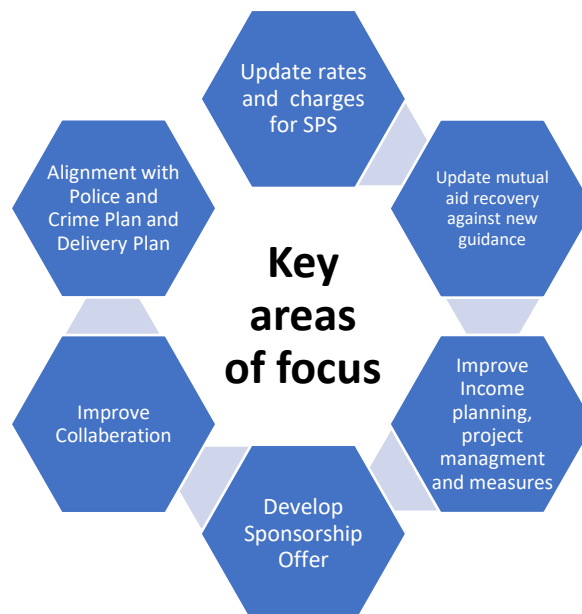 Update rates
and charges
for SPS
Update mutual
aid recovery
against new
guidance
Improve
Income
planning,
project
managment
and measures
Develop
Sponsorship
Offer
Improve
Collaberation
Alignment with
Police and
Crime Plan and
Delivery Plan
Key
areas
of focus